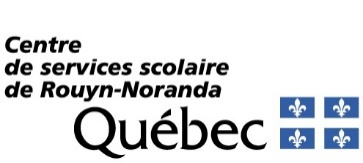 Centre
de services scolaire
de Rouyn-Noranda
Québec